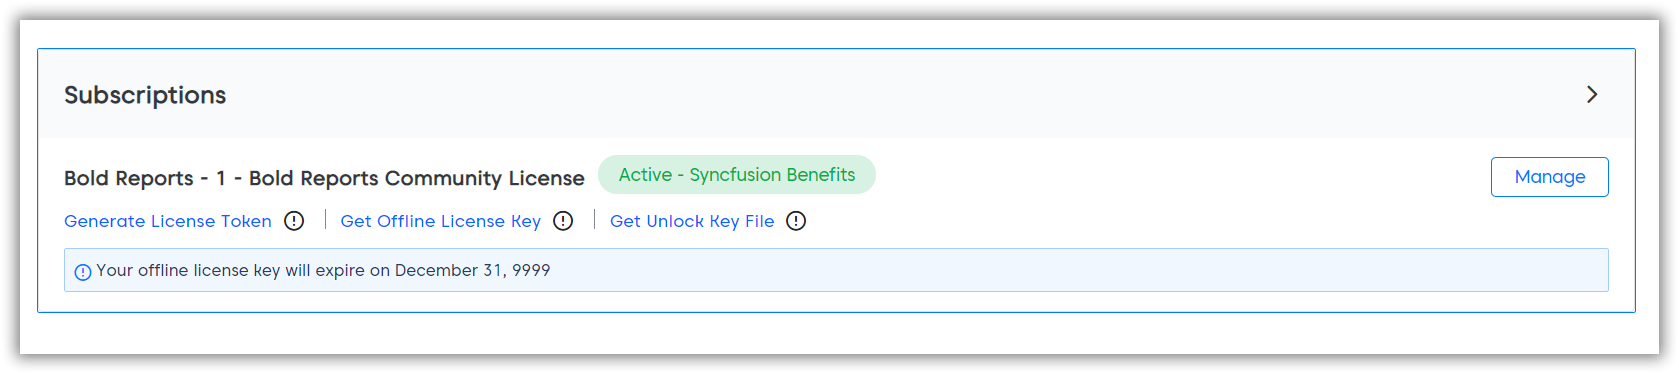 Subscriptions
Bold Reports - 1 - Bold Reports Community License Active - Syncfusion Benefits Manage
Generate License Token | Get Offline License Key | Get Unlock Key File
Your offline license key will expire on December 31, 9999